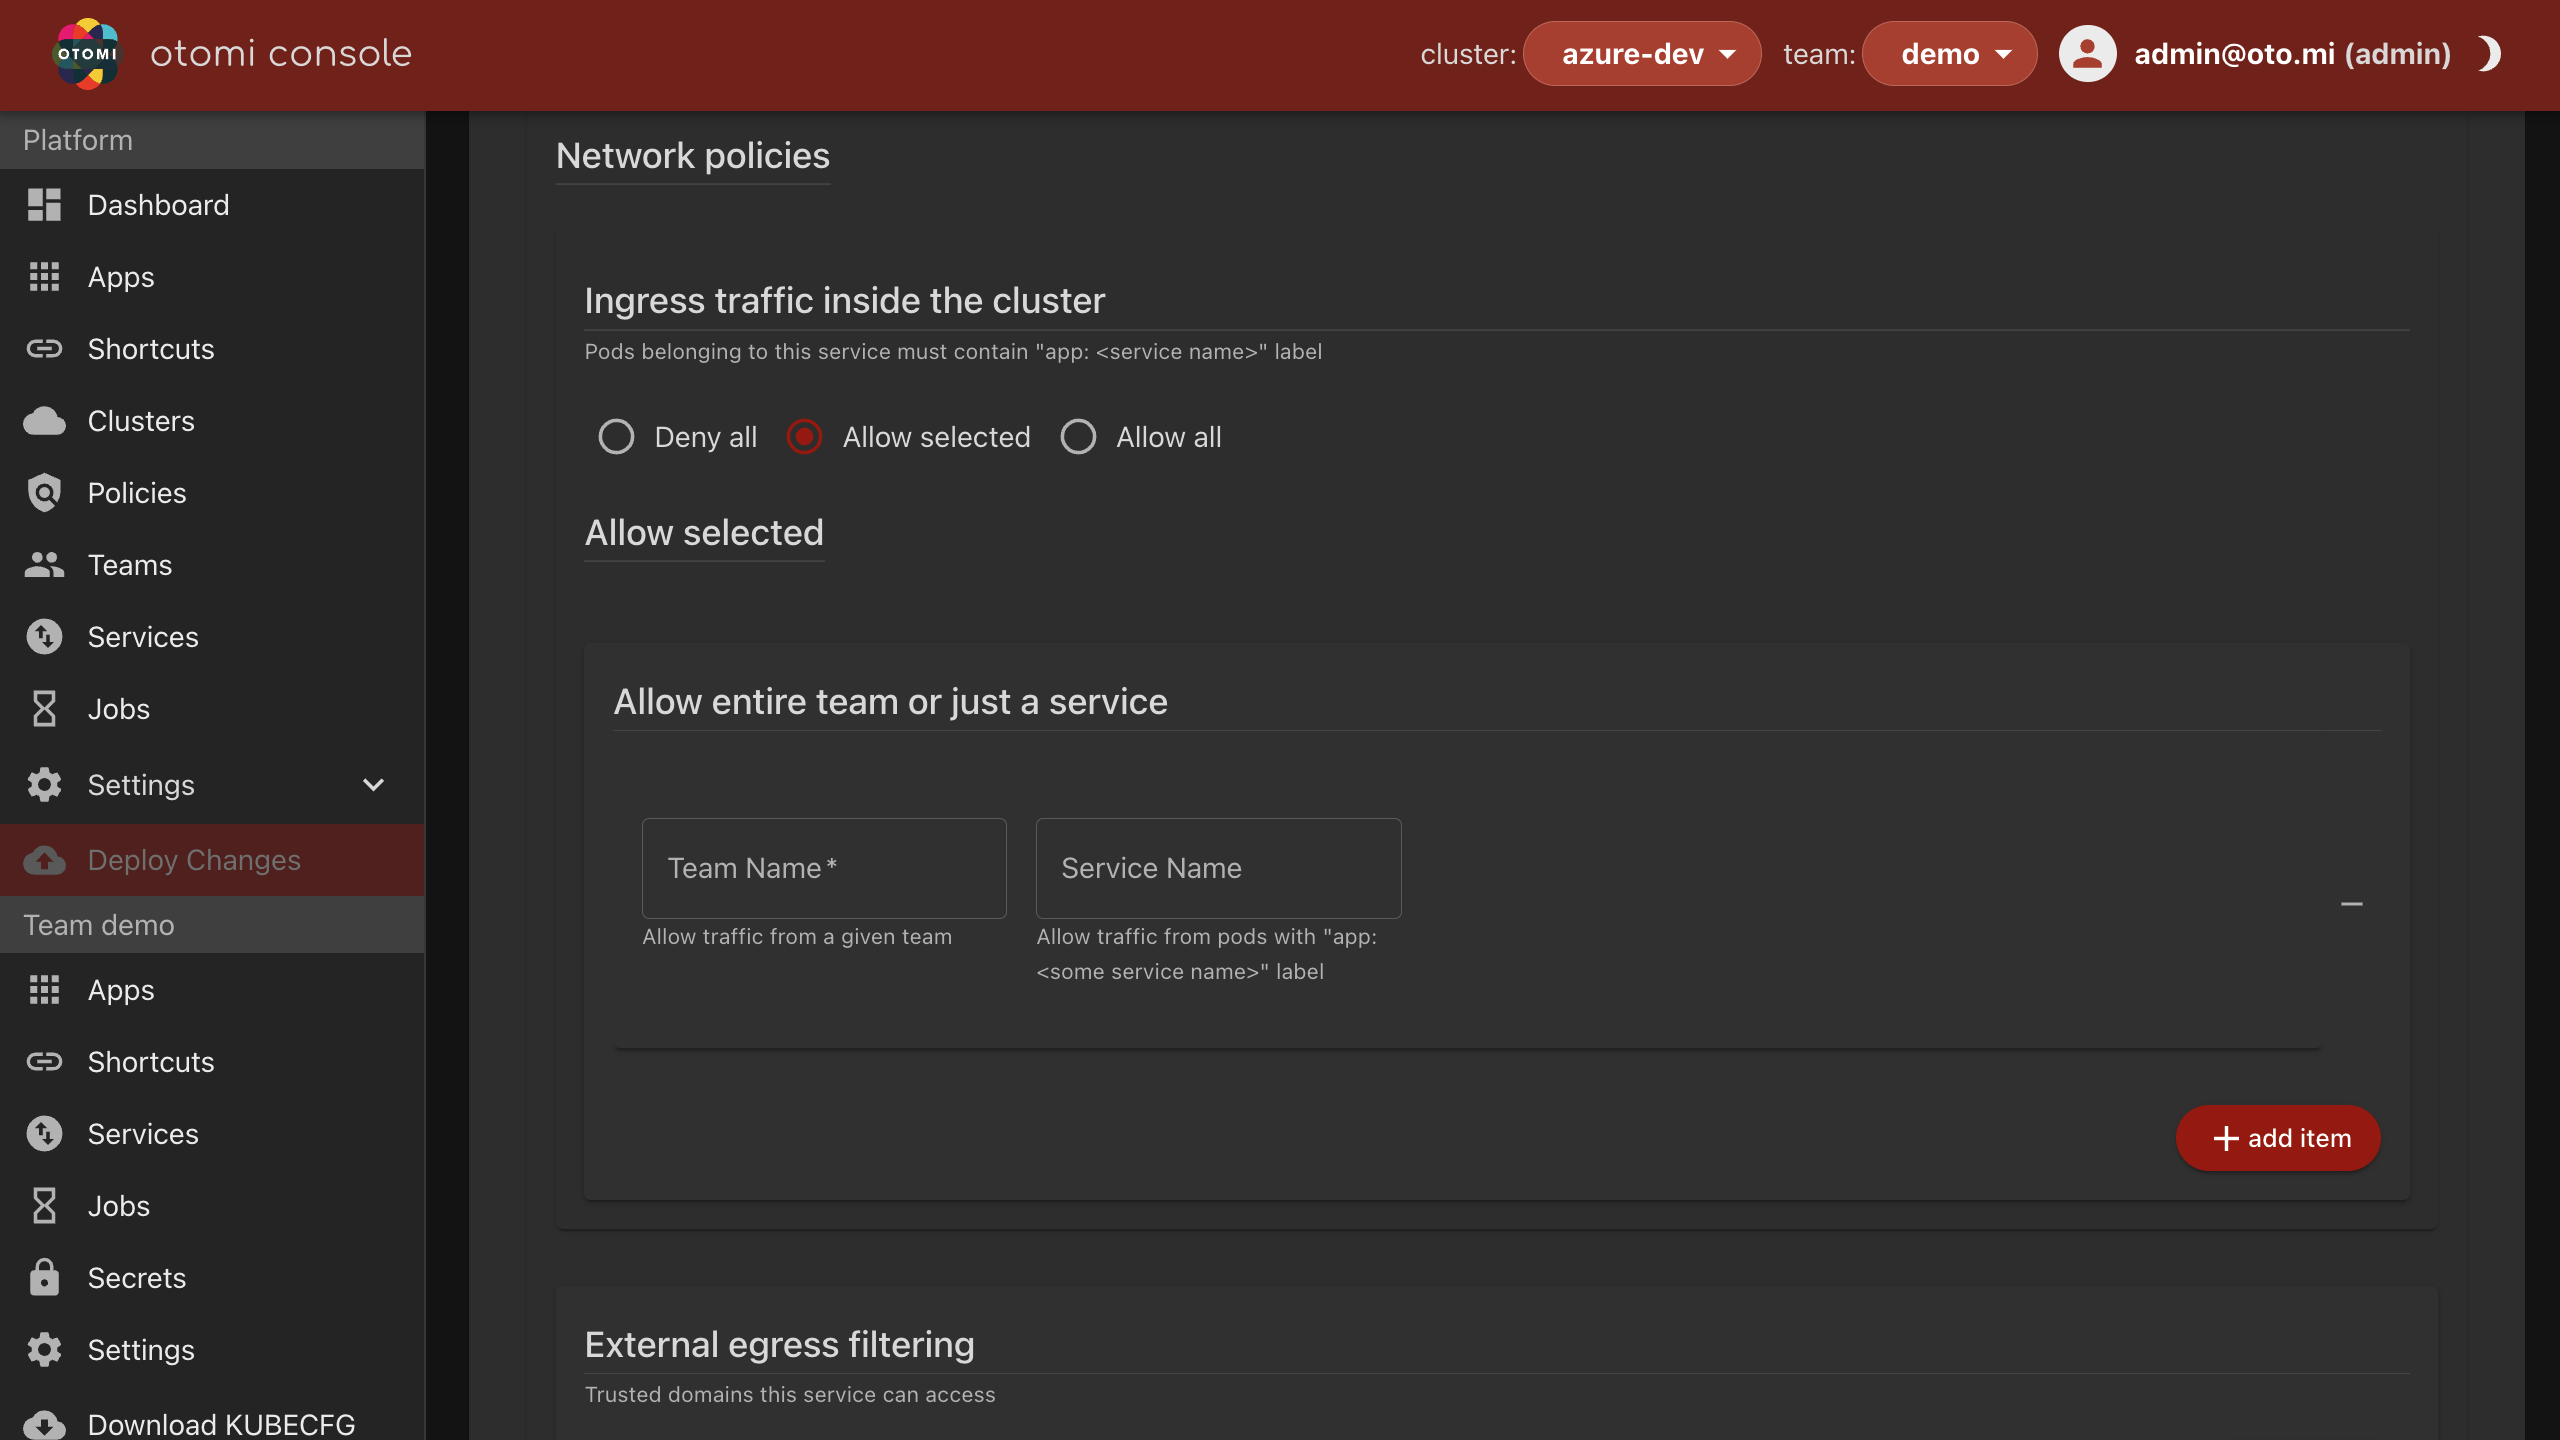 OTOMI
otomi console
cluster: azure-dev team: demo admin@oto.mi (admin)
Platform
Dashboard
Apps
Shortcuts
Clusters
Policies
Teams
Services
Jobs
Settings
Deploy Changes
Team demo
Apps
Shortcuts
Services
Jobs
Secrets
Settings
Download KUBECFG
Network policies
Ingress traffic inside the cluster
Pods belonging to this service must contain "app: <service name>" label
Deny all Allow selected Allow all
Allow selected
Allow entire team or just a service
Team Name* Service Name
Allow traffic from a given team
Allow traffic from pods with "app:
<some service name>" label
add item
External egress filtering
Trusted domains this service can access